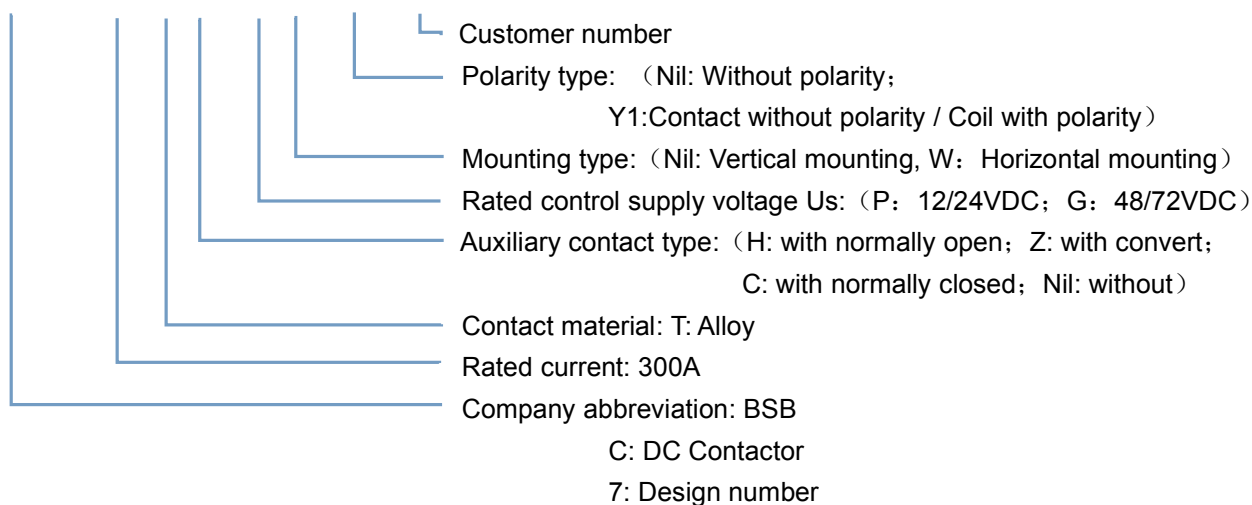 Customer number
Polarity type: （Nil: Without polarity；
Y1:Contact without polarity / Coil with polarity）
Mounting type:（Nil: Vertical mounting, W：Horizontal mounting）
Rated control supply voltage Us:（P：12/24VDC；G：48/72VDC）
Auxiliary contact type:（H: with normally open；Z: with convert；
C: with normally closed；Nil: without）
Contact material: T: Alloy
Rated current: 300A
Company abbreviation: BSB
C: DC Contactor
7: Design number